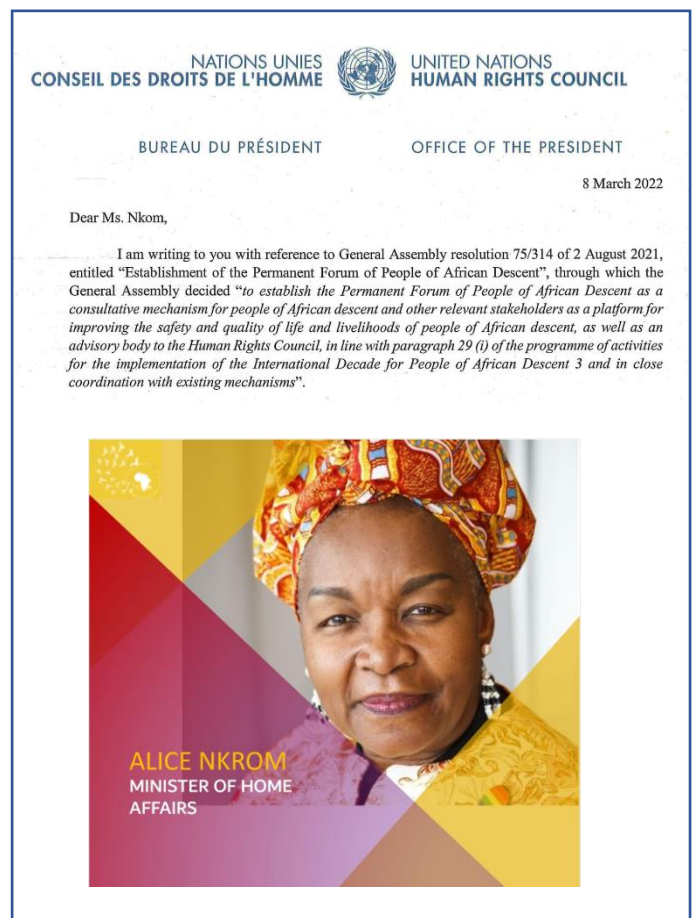 NATIONS UNIES
CONSEIL DES DROITS DE L'HOMME
UNITED NATIONS
HUMAN RIGHTS COUNCIL
BUREAU DU PRÉSIDENT
OFFICE OF THE PRESIDENT
8 March 2022
Dear Ms. Nkom,
I am writing to you with reference to General Assembly resolution 75/314 of 2 August 2021,
entitled “Establishment of the Permanent Forum of People of African Descent”, through which the
General Assembly decided “to establish the Permanent Forum of People of African Descent as a
consultative mechanism for people of African descent and other relevant stakeholders as a platform for
improving the safety and quality of life and livelihoods of people of African descent, as well as an
advisory body to the Human Rights Council, in line with paragraph 29 (i) of the programme of activities
for the implementation of the International Decade for People of African Descent 3 and in close
coordination with existing mechanisms”.
ALICE NKROM
MINISTER OF HOME
AFFAIRS